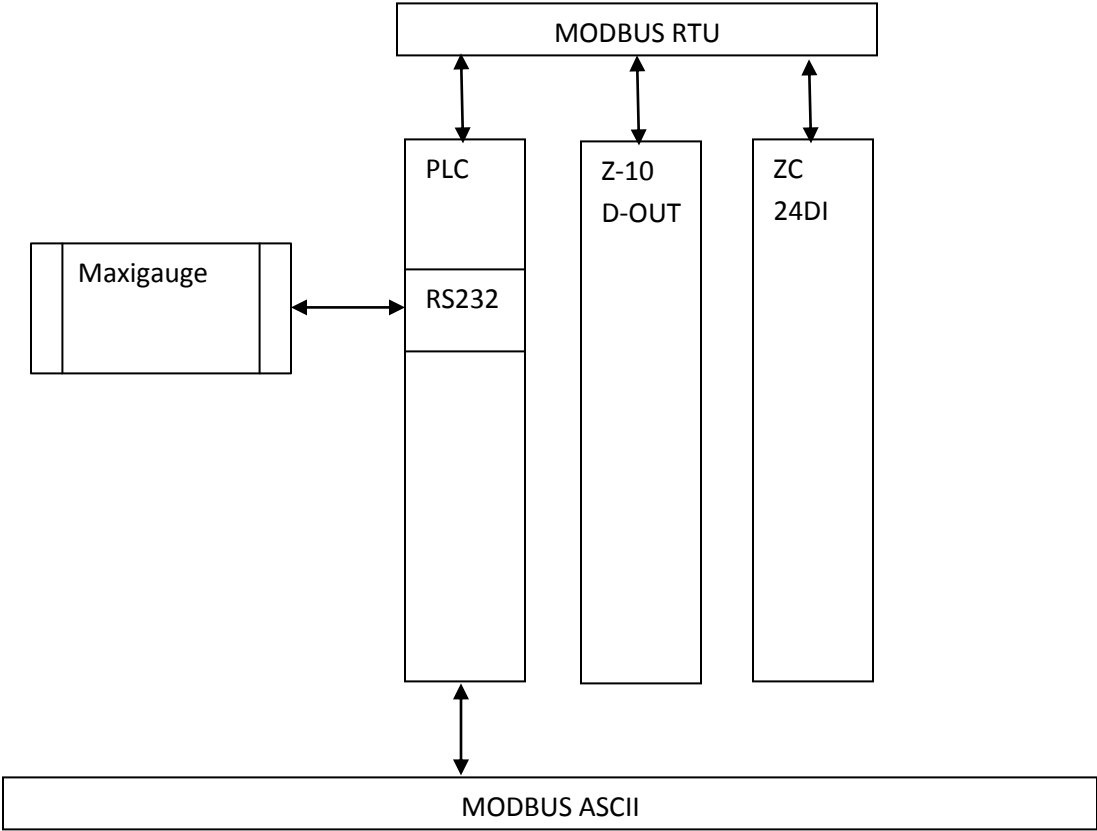 MODBUS RTU
PLC
Z-10
D-OUT
ZC
24DI
Maxigauge
RS232
MODBUS ASCII